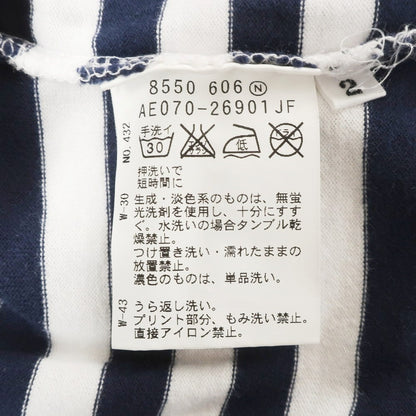 8550 606 Ⓝ
AE070-26901JF
2
NO. 432
手洗イ
30
低
押洗いで
短時間に
W-30
生成・淡色系のものは、無蛍
光洗剤を使用し、十分にすす
ぐ。水洗いの場合タンブル乾
燥禁止。
つけ置き洗い・濡れたままの
放置禁止。
濃色のものは、単品洗い。
W-43
うら返し洗い。
プリント部分、もみ洗い禁止。
直接アイロン禁止。